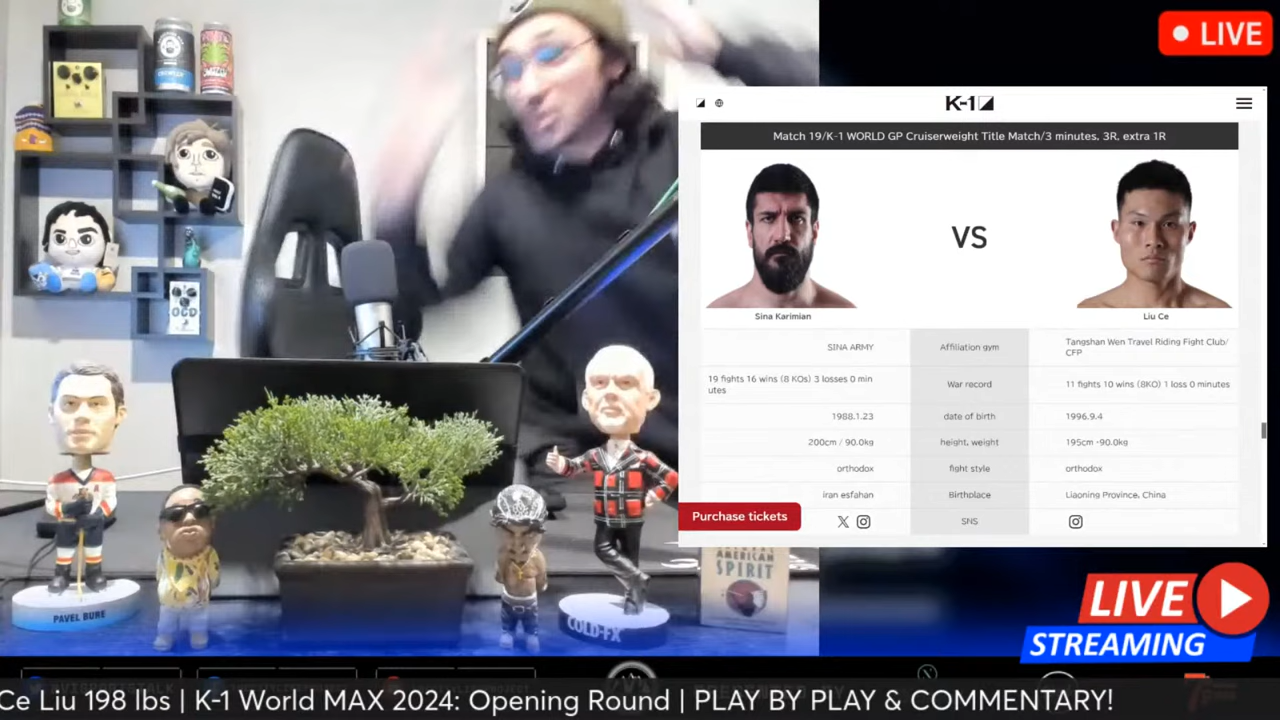 LIVE
K-1
Match 19/K-1 WORLD GP Cruiserweight Title Match/3 minutes. 3R, extra 1R
VS
Sina Karimian
Liu Ce
SINA ARMY
Affiliation gym
Tangshan Wen Travel Riding Fight Club/
CFP
19 fights 16 wins (8 KOs) 3 losses 0 min
utes
War record
11 fights 10 wins (8KO) 1 loss 0 minutes
1988.1.23
date of birth
1996.9.4
200cm / 90.0kg
height, weight
195cm -90.0kg
orthodox
fight style
orthodox
iran esfahan
Birthplace
Liaoning Province, China
Purchase tickets
SNS
OCD
PAVEL BURE
COLD-FX
AMERICAN
SPIRIT
LIVE
STREAMING
Ce Liu 198 lbs | K-1 World MAX 2024: Opening Round | PLAY BY PLAY & COMMENTARY!